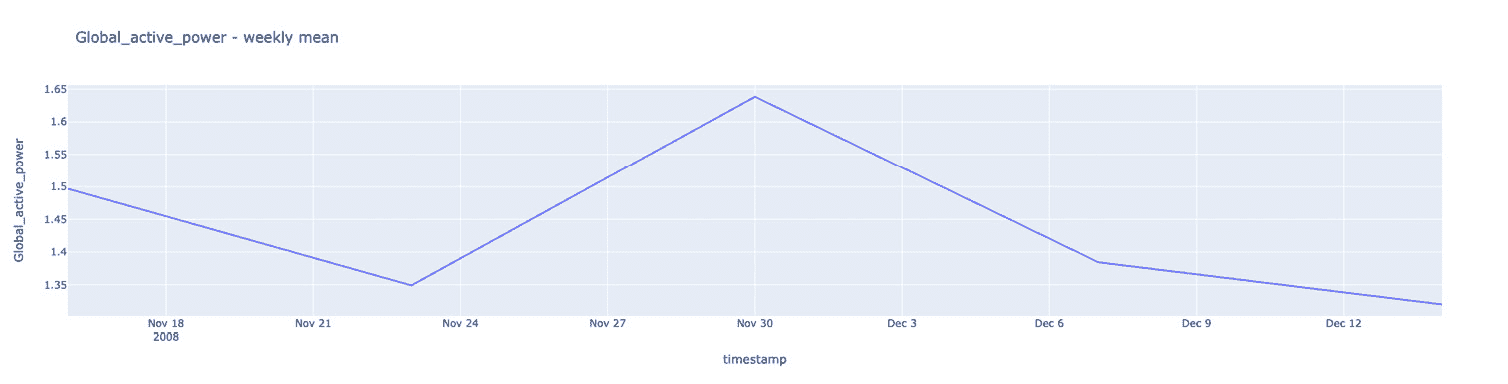 Global_active_power - weekly mean
Global_active_power
1.65
1.6
1.55
1.5
1.45
1.4
1.35
Nov 18
2008
Nov 21
Nov 24
Nov 27
Nov 30
Dec 3
Dec 6
Dec 9
Dec 12
timestamp